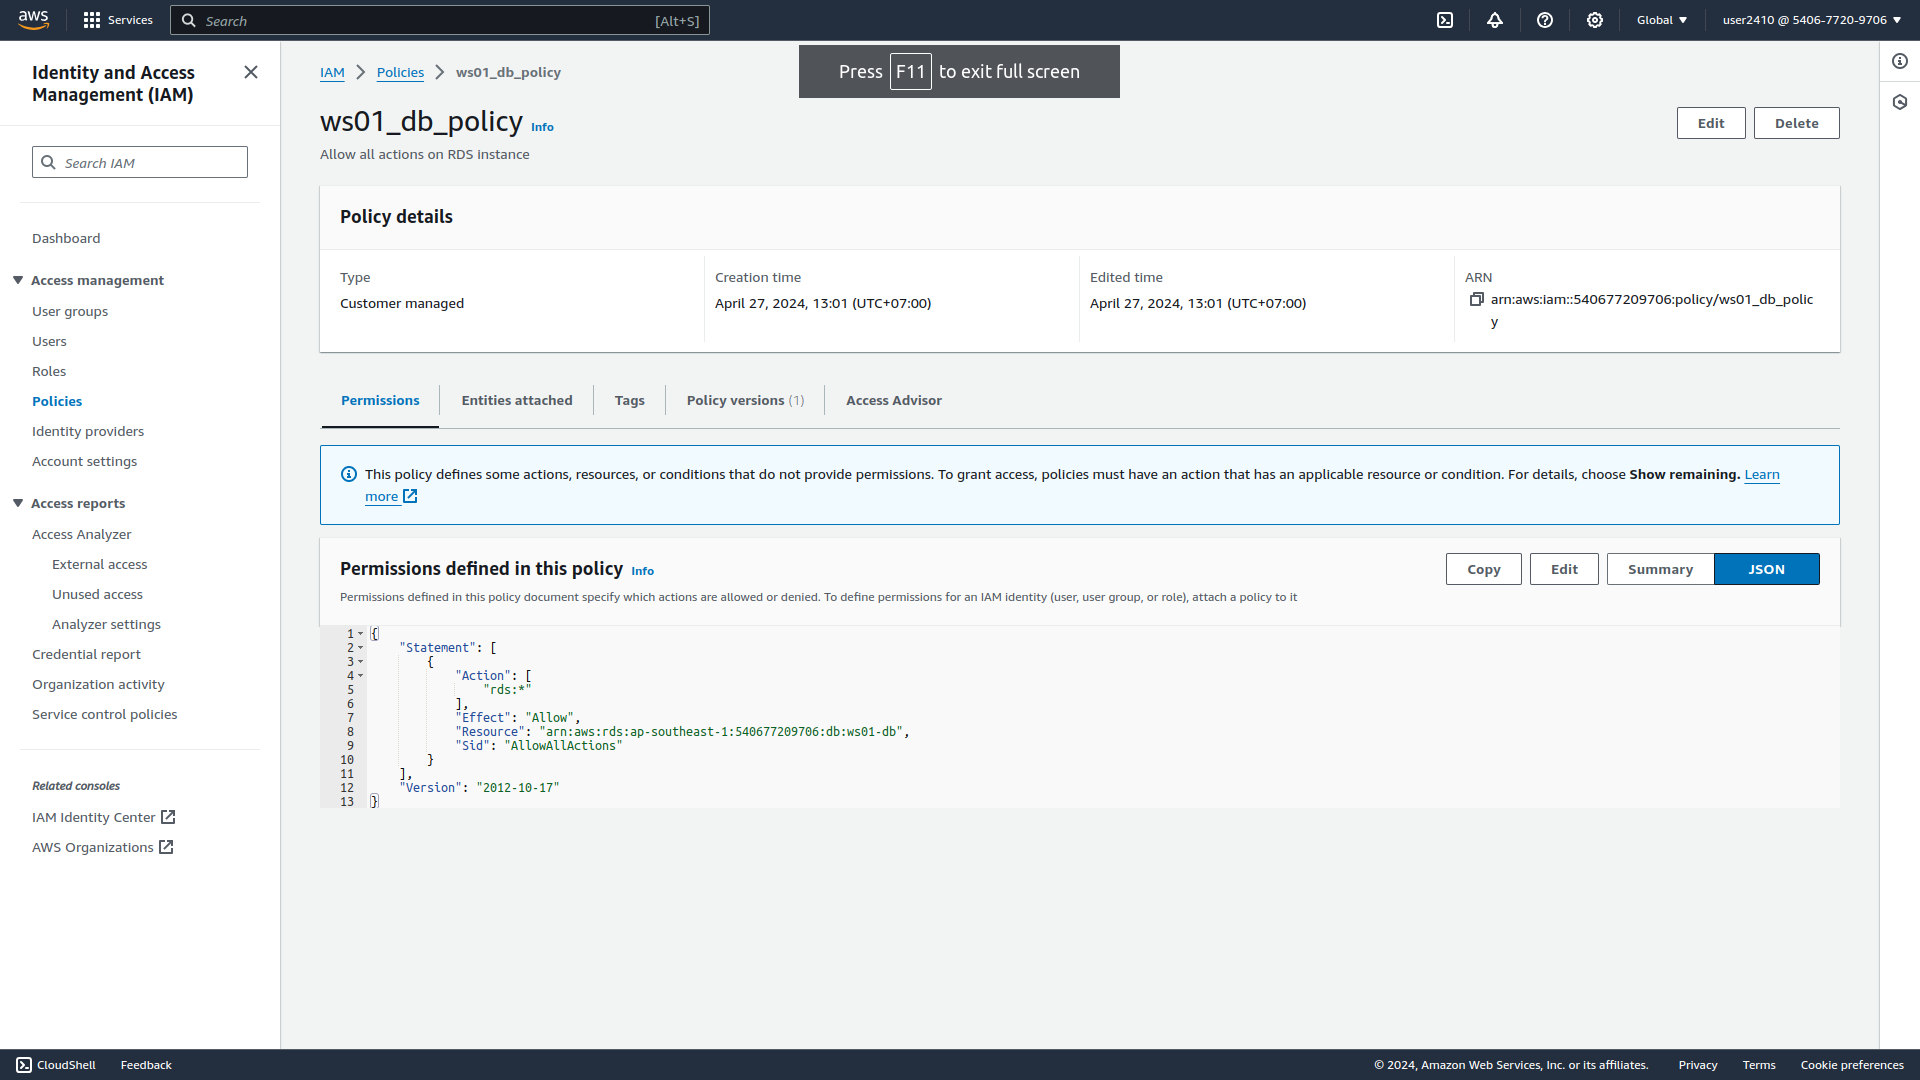 aws
Services
Search
[Alt+S]
Global
user2410 @ 5406-7720-9706
Identity and Access
Management (IAM)
Search IAM
Dashboard
Access management
User groups
Users
Roles
Policies
Identity providers
Account settings
Access reports
Access Analyzer
External access
Unused access
Analyzer settings
Credential report
Organization activity
Service control policies
Related consoles
IAM Identity Center
AWS Organizations
IAM
Policies
ws01_db_policy
Press F11 to exit full screen
ws01_db_policy Info
Allow all actions on RDS instance
Edit
Delete
Policy details
Type
Customer managed
Creation time
April 27, 2024, 13:01 (UTC+07:00)
Edited time
April 27, 2024, 13:01 (UTC+07:00)
ARN
arn:aws:iam::540677209706:policy/ws01_db_polic
y
Permissions
Entities attached
Tags
Policy versions (1)
Access Advisor
This policy defines some actions, resources, or conditions that do not provide permissions. To grant access, policies must have an action that has an applicable resource or condition. For details, choose Show remaining. Learn
more
Permissions defined in this policy Info
Permissions defined in this policy document specify which actions are allowed or denied. To define permissions for an IAM identity (user, user group, or role), attach a policy to it
Copy
Edit
Summary
JSON
1 {
2 "Statement": [
3 {
4 "Action": [
5 "rds:*"
6 ],
7 "Effect": "Allow",
8 "Resource": "arn:aws:rds:ap-southeast-1:540677209706:db:ws01-db",
9 "Sid": "AllowAllActions"
10 }
11 ],
12 "Version": "2012-10-17"
13 }
CloudShell
Feedback
© 2024, Amazon Web Services, Inc. or its affiliates.
Privacy
Terms
Cookie preferences